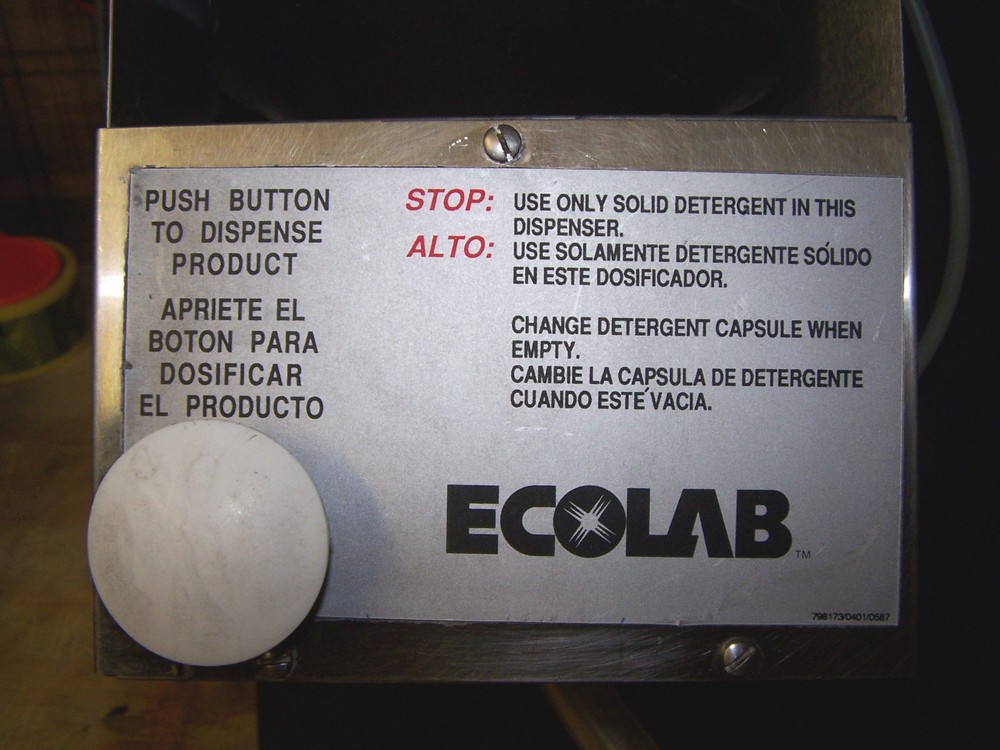 PUSH BUTTON
TO DISPENSE
PRODUCT
APRIETE EL
BOTON PARA
DOSIFICAR
EL PRODUCTO
STOP: USE ONLY SOLID DETERGENT IN THIS
DISPENSER.
ALTO: USE SOLAMENTE DETERGENTE SÓLIDO
EN ESTE DOSIFICADOR.
CHANGE DETERGENT CAPSULE WHEN
EMPTY.
CAMBIE LA CAPSULA DE DETERGENTE
CUANDO ESTE´VACIA.
ECOLAB TM
798173/0401/0587